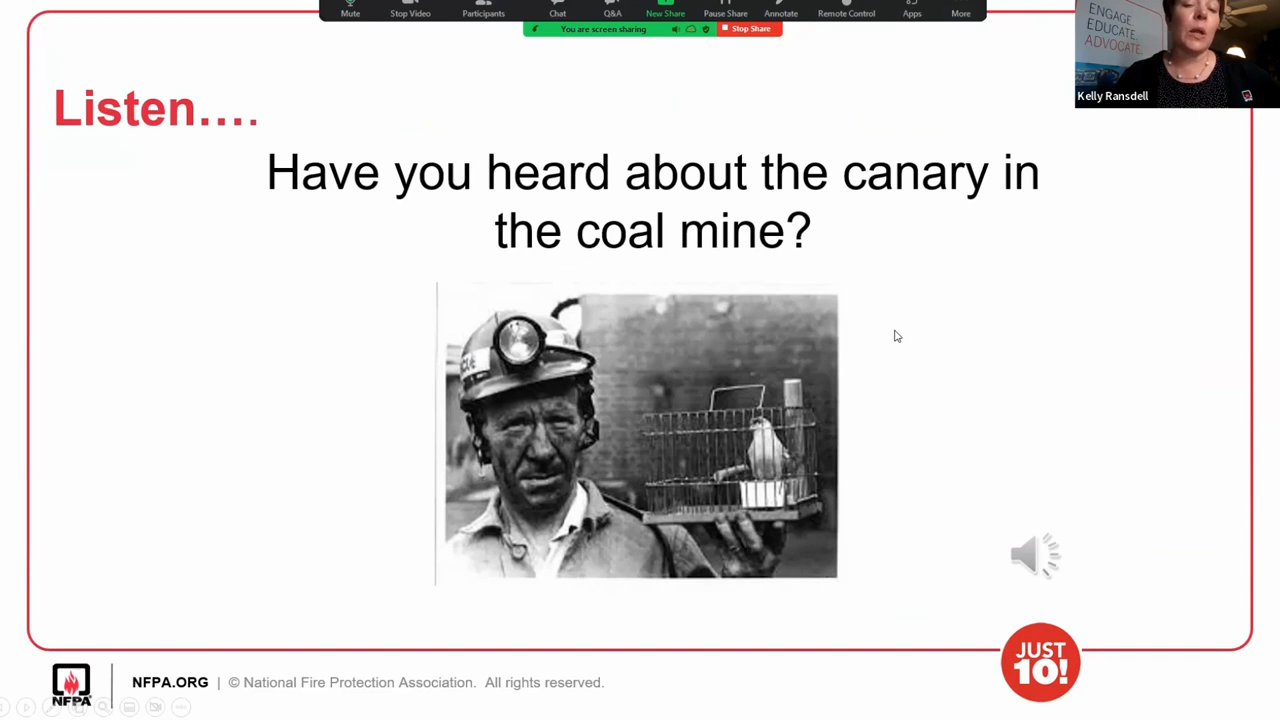 Mute Stop Video Participants Chat Q&A New Share Pause Share Annotate Remote Control Apps More
You are screen sharing Stop Share
ENGAGE.
EDUCATE.
ADVOCATE.
Kelly Ransdell
Listen….
Have you heard about the canary in
the coal mine?
JUST
10!
NFPA
NFPA.ORG | © National Fire Protection Association. All rights reserved.